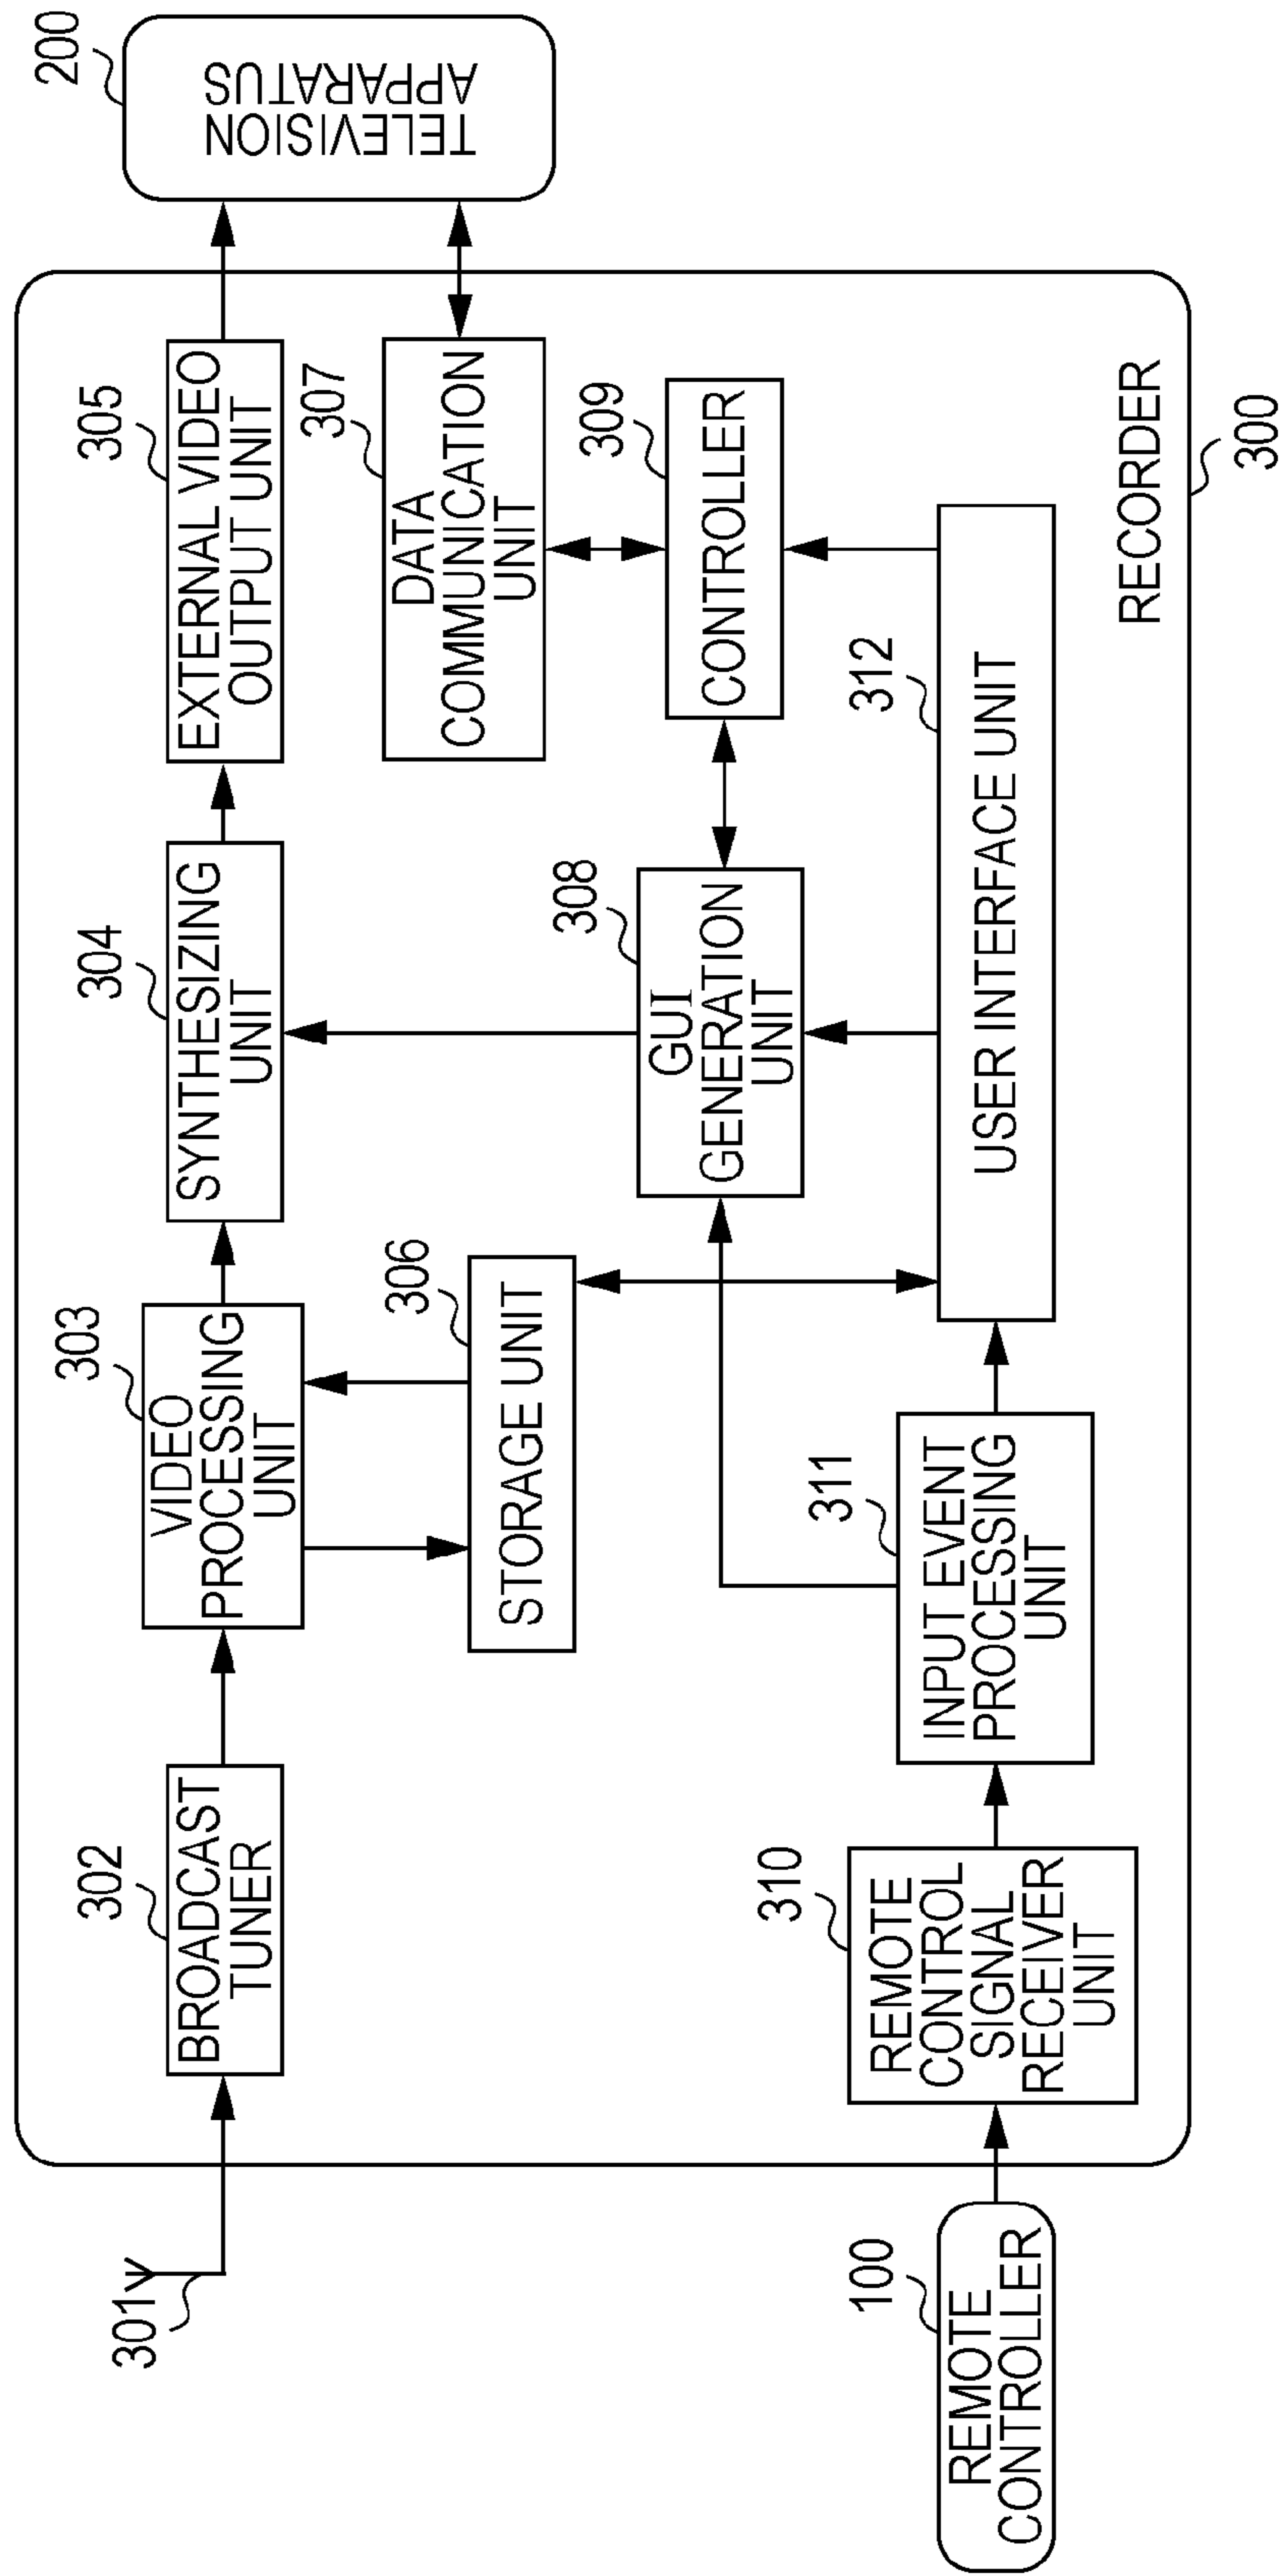 301
302
BROADCAST
TUNER
303
VIDEO
PROCESSING
UNIT
304
SYNTHESIZING
UNIT
305
EXTERNAL VIDEO
OUTPUT UNIT
200
TELEVISION
APPARATUS
306
STORAGE UNIT
307
DATA
COMMUNICATION
UNIT
308
GUI
GENERATION
UNIT
309
CONTROLLER
100
REMOTE
CONTROLLER
310
REMOTE
CONTROL
SIGNAL
RECEIVER
UNIT
311
INPUT EVENT
PROCESSING
UNIT
312
USER INTERFACE UNIT
RECORDER
300